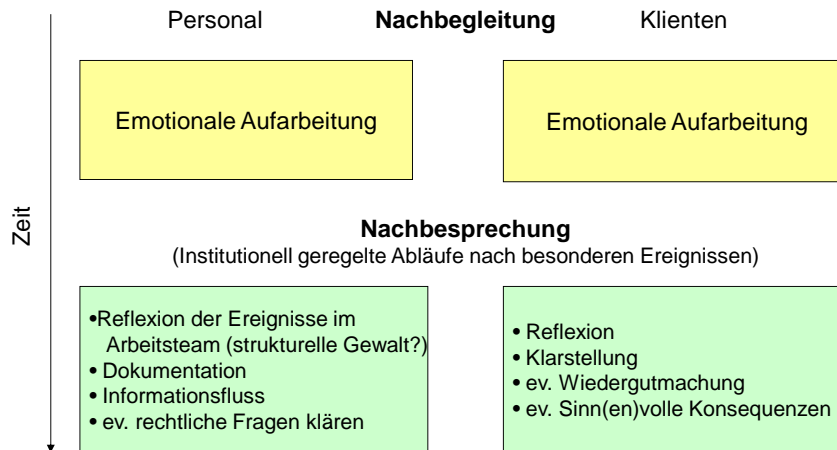 Personal Nachbegleitung Klienten
Emotionale Aufarbeitung
Emotionale Aufarbeitung
Zeit
Nachbesprechung
(Institutionell geregelte Abläufe nach besonderen Ereignissen)
•Reflexion der Ereignisse im
Arbeitsteam (strukturelle Gewalt?)
• Dokumentation
• Informationsfluss
• ev. rechtliche Fragen klären
• Reflexion
• Klarstellung
• ev. Wiedergutmachung
• ev. Sinn(en)volle Konsequenzen